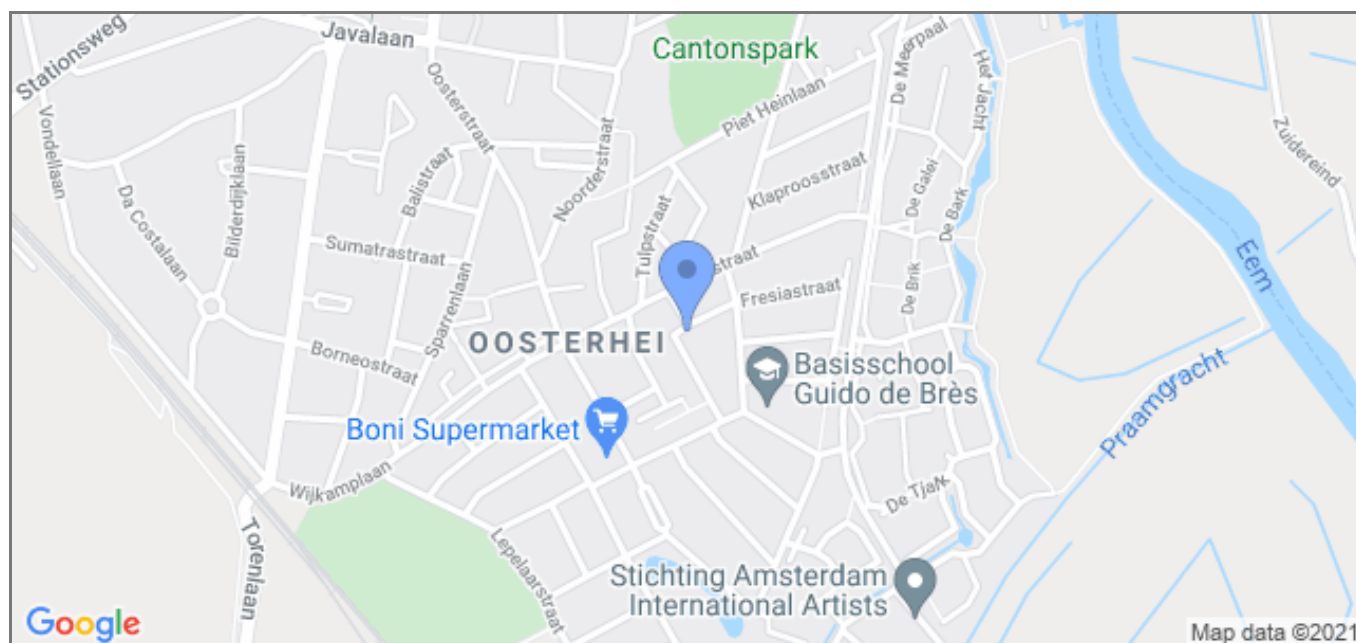 Javalaan
Cantonspark
Stationsweg
Oosterstraat
De Meerpaal
Het Jacht
Piet Heinlaan
Zuidereind
Vondellaan
Noorderstraat
Balistraat
Klaproosstraat
De Galei
Da Costalaan
Bilderdijklaan
De Bark
Tulpstraat
Sumatrastraat
straat
Eem
De Brik
Fresiastraat
Sparrenlaan
OOSTERHEI
Borneostraat
Basisschool
Guido de Brès
Praamgracht
Boni Supermarket
Wijkamplaan
De Tjalk
Torenlaan
Lepelaarstraat
Stichting Amsterdam
International Artists
Google
Map data ©2021